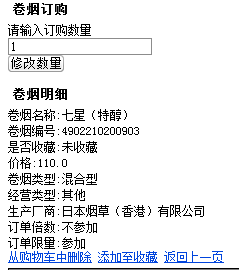 卷烟订购
请输入订购数量
1
修改数量
卷烟明细
卷烟名称:七星（特醇）
卷烟编号:4902210200903
是否收藏:未收藏
价格:110.0
卷烟类型:混合型
经营类型:其他
生产厂商:日本烟草（香港）有限公司
订单倍数:不参加
订单限量:参加
从购物车中删除 添加至收藏 返回上一页